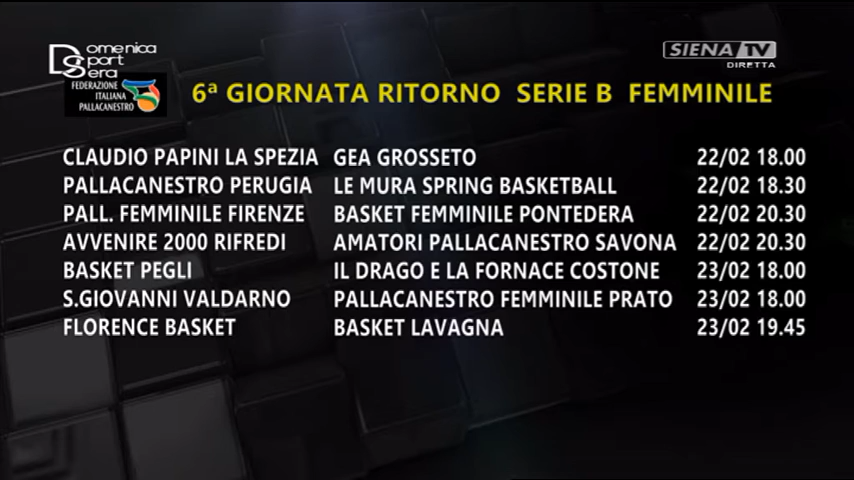 Domenica
Sport
Sera
SIENA TV
DIRETTA
FEDERAZIONE
ITALIANA
PALLACANESTRO
6ª GIORNATA RITORNO SERIE B FEMMINILE
CLAUDIO PAPINI LA SPEZIA GEA GROSSETO 22/02 18.00
PALLACANESTRO PERUGIA LE MURA SPRING BASKETBALL 22/02 18.30
PALL. FEMMINILE FIRENZE BASKET FEMMINILE PONTEDERA 22/02 20.30
AVVENIRE 2000 RIFREDI AMATORI PALLACANESTRO SAVONA 22/02 20.30
BASKET PEGLI IL DRAGO E LA FORNACE COSTONE 23/02 18.00
S.GIOVANNI VALDARNO PALLACANESTRO FEMMINILE PRATO 23/02 18.00
FLORENCE BASKET BASKET LAVAGNA 23/02 19.45